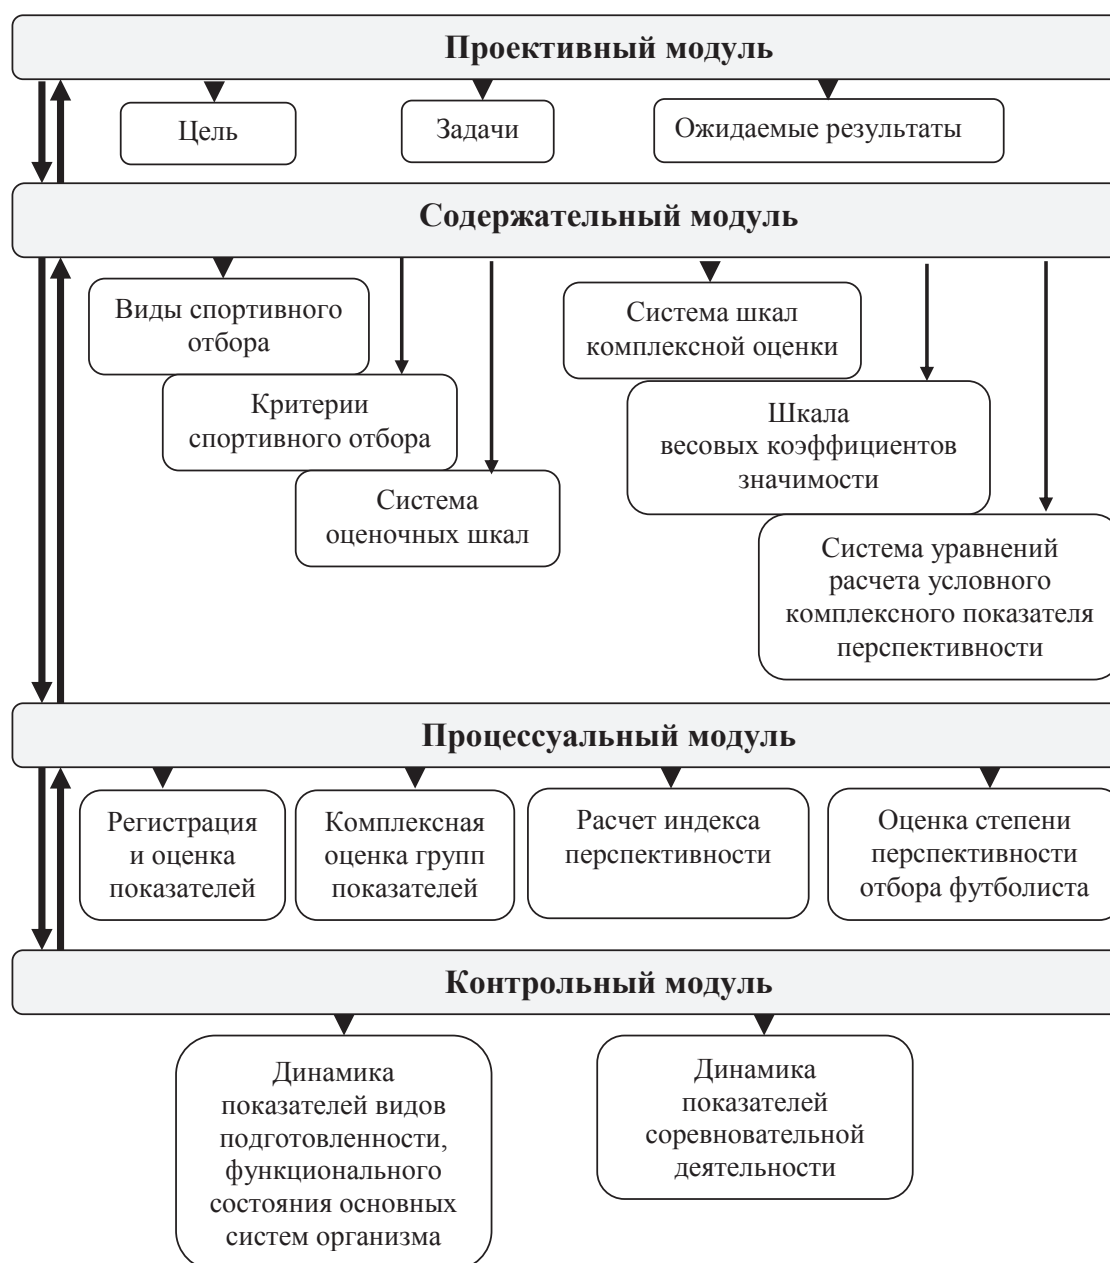 Проективный модуль
Цель
Задачи
Ожидаемые результаты
Содержательный модуль
Виды спортивного
отбора
Критерии
спортивного отбора
Система
оценочных шкал
Система шкал
комплексной оценки
Шкала
весовых коэффициентов
значимости
Система уравнений
расчета условного
комплексного показателя
перспективности
Процессуальный модуль
Регистрация
и оценка
показателей
Комплексная
оценка групп
показателей
Расчет индекса
перспективности
Оценка степени
перспективности
отбора футболиста
Контрольный модуль
Динамика
показателей видов
подготовленности,
функционального
состояния основных
систем организма
Динамика
показателей
соревновательной
деятельности